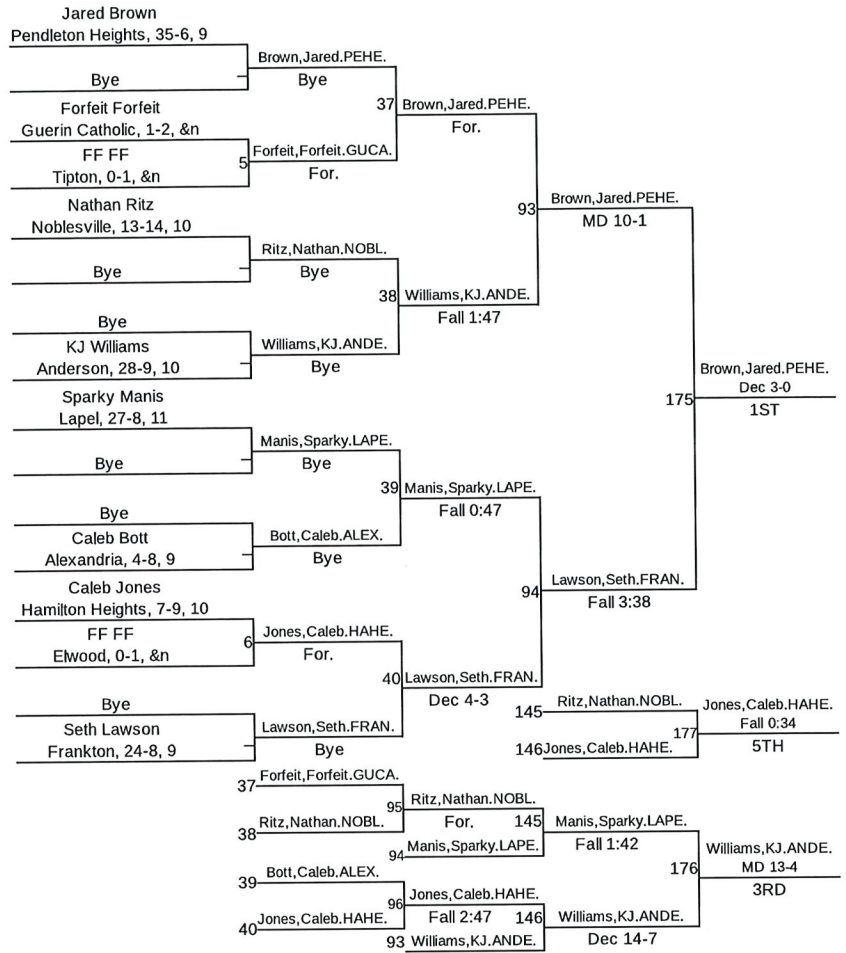 Jared Brown
Pendleton Heights, 35-6, 9
Brown,Jared.PEHE.
Bye
Bye
37
Brown,Jared.PEHE.
For.
Forfeit Forfeit
Guerin Catholic, 1-2, &n
5
Forfeit,Forfeit.GUCA.
For.
FF FF
Tipton, 0-1, &n
93
Brown,Jared.PEHE.
MD 10-1
Nathan Ritz
Noblesville, 13-14, 10
Ritz,Nathan.NOBL.
Bye
Bye
38
Williams,KJ.ANDE.
Fall 1:47
Bye
Williams,KJ.ANDE.
Bye
KJ Williams
Anderson, 28-9, 10
175
Brown,Jared.PEHE.
Dec 3-0
1ST
Sparky Manis
Lapel, 27-8, 11
Manis,Sparky.LAPE.
Bye
Bye
39
Manis,Sparky.LAPE.
Fall 0:47
Bye
Bott,Caleb.ALEX.
Bye
Caleb Bott
Alexandria, 4-8, 9
94
Lawson,Seth.FRAN.
Fall 3:38
Caleb Jones
Hamilton Heights, 7-9, 10
6
Jones,Caleb.HAHE.
For.
FF FF
Elwood, 0-1, &n
40
Lawson,Seth.FRAN.
Dec 4-3
Bye
Lawson,Seth.FRAN.
Bye
Seth Lawson
Frankton, 24-8, 9
145
Ritz,Nathan.NOBL.
177
Jones,Caleb.HAHE.
Fall 0:34
5TH
146
Jones,Caleb.HAHE.
37
Forfeit,Forfeit.GUCA.
95
Ritz,Nathan.NOBL.
For.
38
Ritz,Nathan.NOBL.
145
Manis,Sparky.LAPE.
Fall 1:42
94
Manis,Sparky.LAPE.
176
Williams,KJ.ANDE.
MD 13-4
3RD
39
Bott,Caleb.ALEX.
96
Jones,Caleb.HAHE.
Fall 2:47
40
Jones,Caleb.HAHE.
146
Williams,KJ.ANDE.
Dec 14-7
93
Williams,KJ.ANDE.